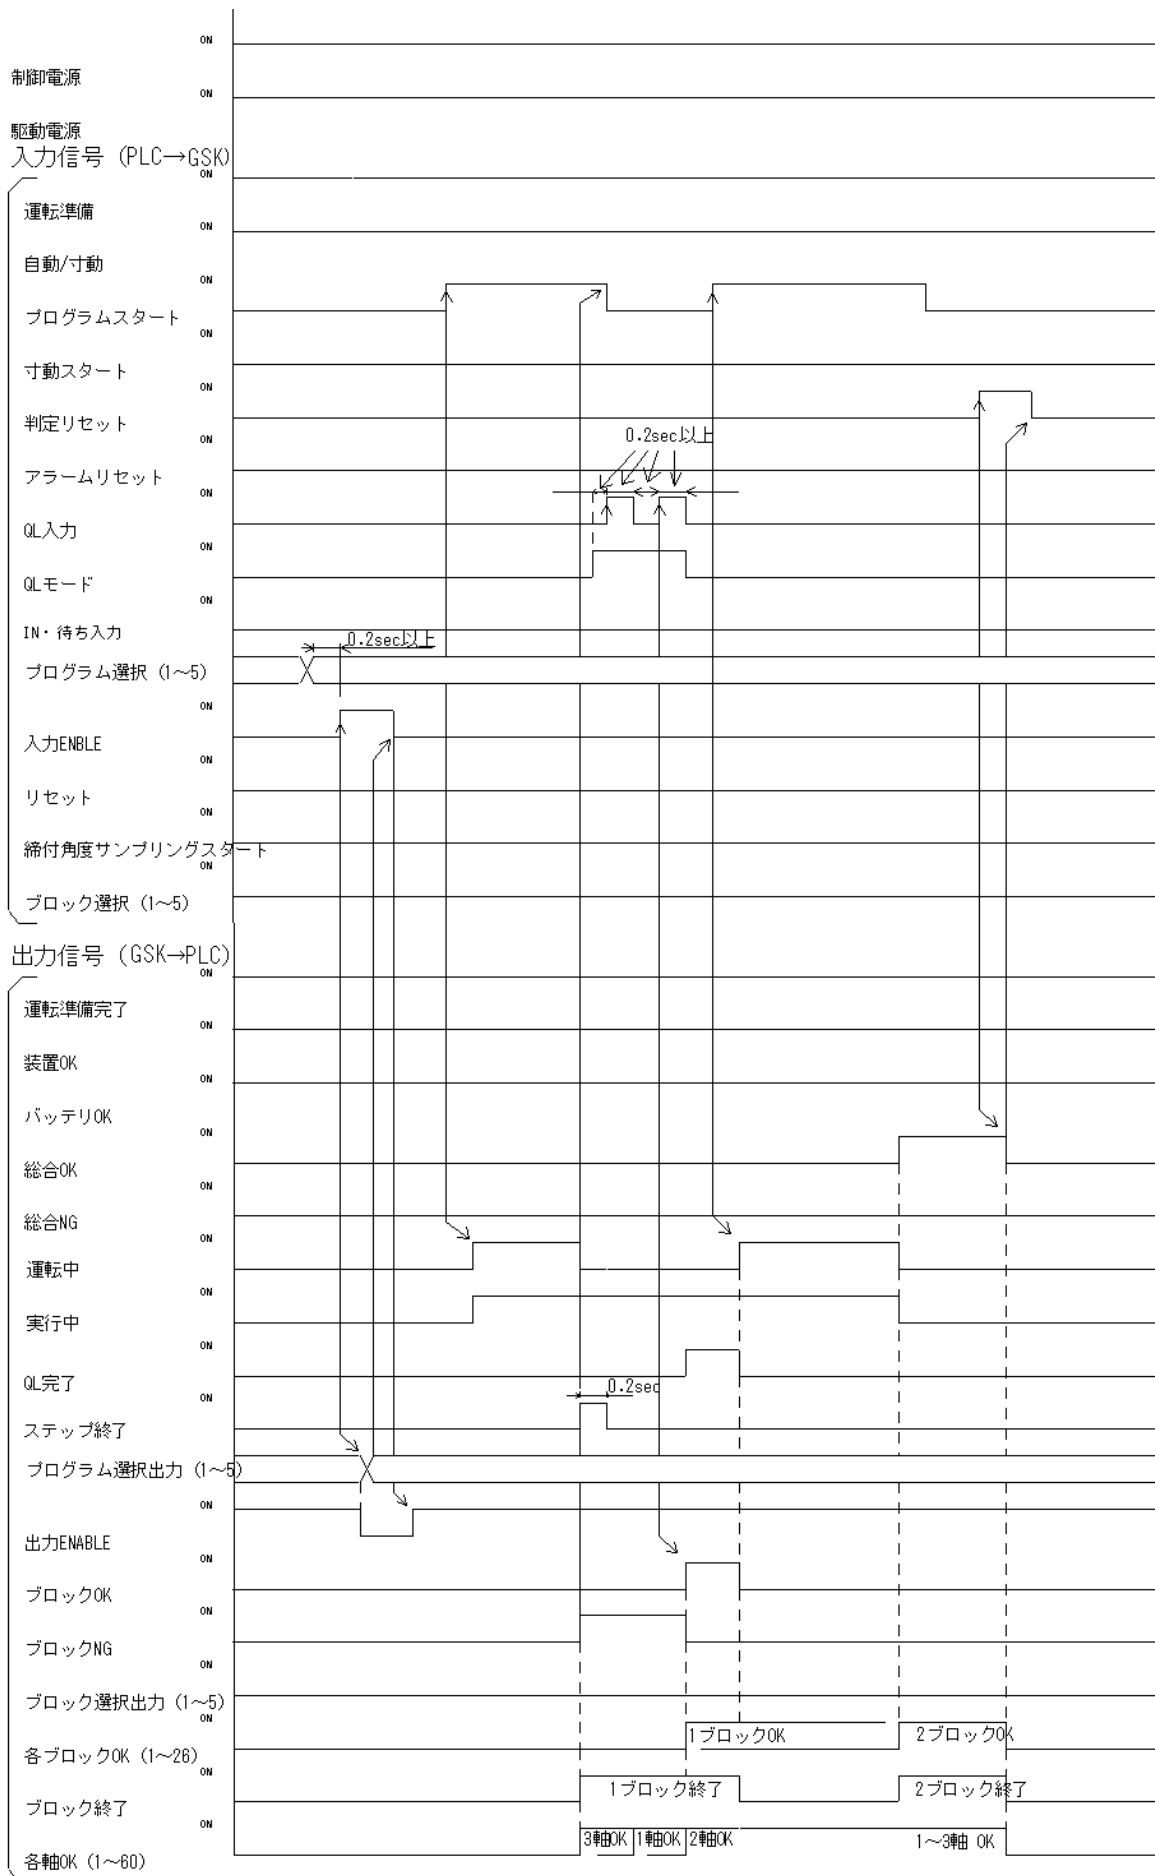 ON
制御電源
ON
駆動電源
入力信号 (PLC→GSK)
ON
運転準備
ON
自動/寸動
ON
プログラムスタート
ON
寸動スタート
ON
判定リセット
ON
0.2sec以上
アラームリセット
ON
QL入力
ON
QLモード
ON
IN・待ち入力
0.2sec以上
プログラム選択 (1～5)
ON
入力ENBLE
ON
リセット
ON
締付角度サンプリングスタート
ON
ブロック選択 (1～5)
出力信号 (GSK→PLC)
ON
運転準備完了
ON
装置OK
ON
バッテリOK
ON
総合OK
ON
総合NG
ON
運転中
ON
実行中
ON
QL完了
0.2sec
ON
ステップ終了
プログラム選択出力 (1～5)
ON
出力ENABLE
ON
ブロックOK
ON
ブロックNG
ON
ブロック選択出力 (1～5)
ON
1ブロックOK 2ブロックOK
各ブロックOK (1～26)
ON
1ブロック終了 2ブロック終了
ブロック終了
ON
3軸OK 1軸OK 2軸OK 1～3軸 OK
各軸OK (1～60)